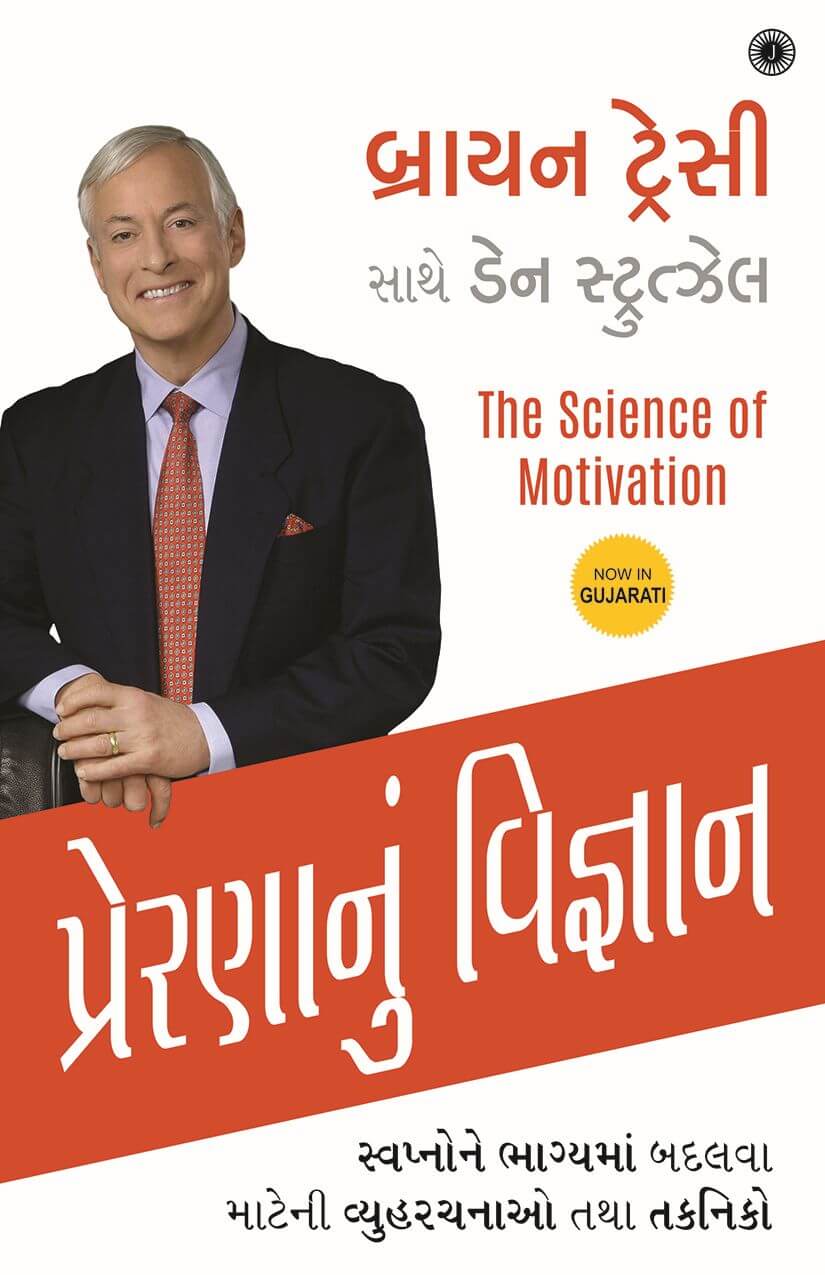 J
બ્રાયન ટ્રેસી
સાથે ડેન સ્ટ્રુત્ઝેલ
The Science of
Motivation
NOW IN
GUJARATI
પ્રેરણાનું વિજ્ઞાન
સ્વપ્નોને ભાગ્યમાં બદલવા
માટેની વ્યુહરચનાઓ તથા તકનિકો